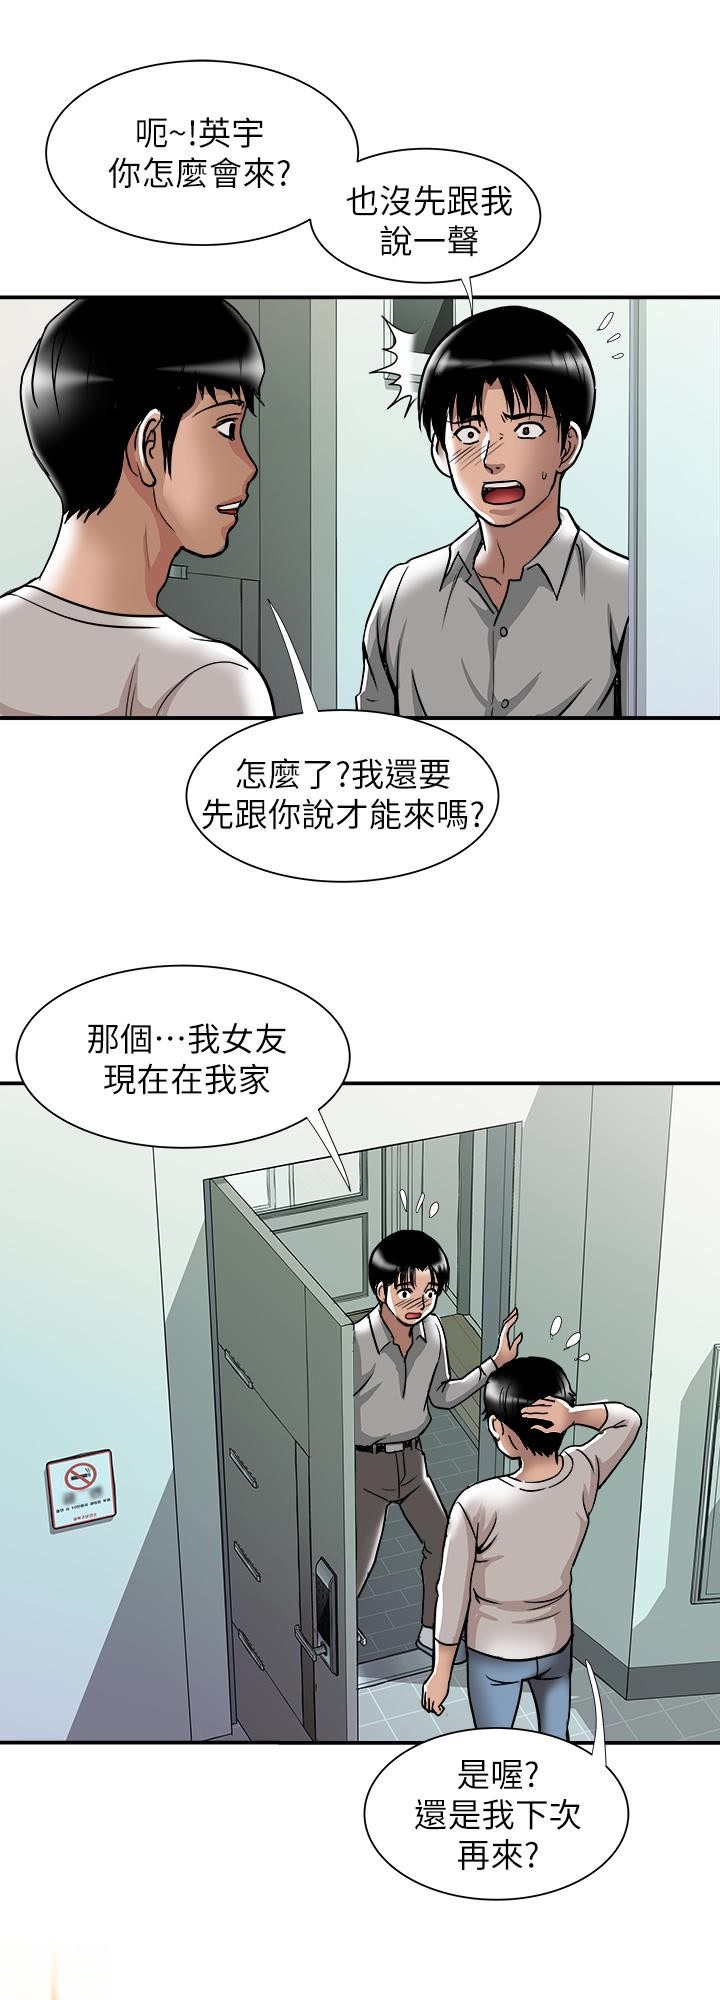 呃~!英宇
你怎麼會來?
也沒先跟我
說一聲
怎麼了?我還要
先跟你說才能來嗎?
那個…我女友
現在在我家
是喔?
還是我下次
再來?